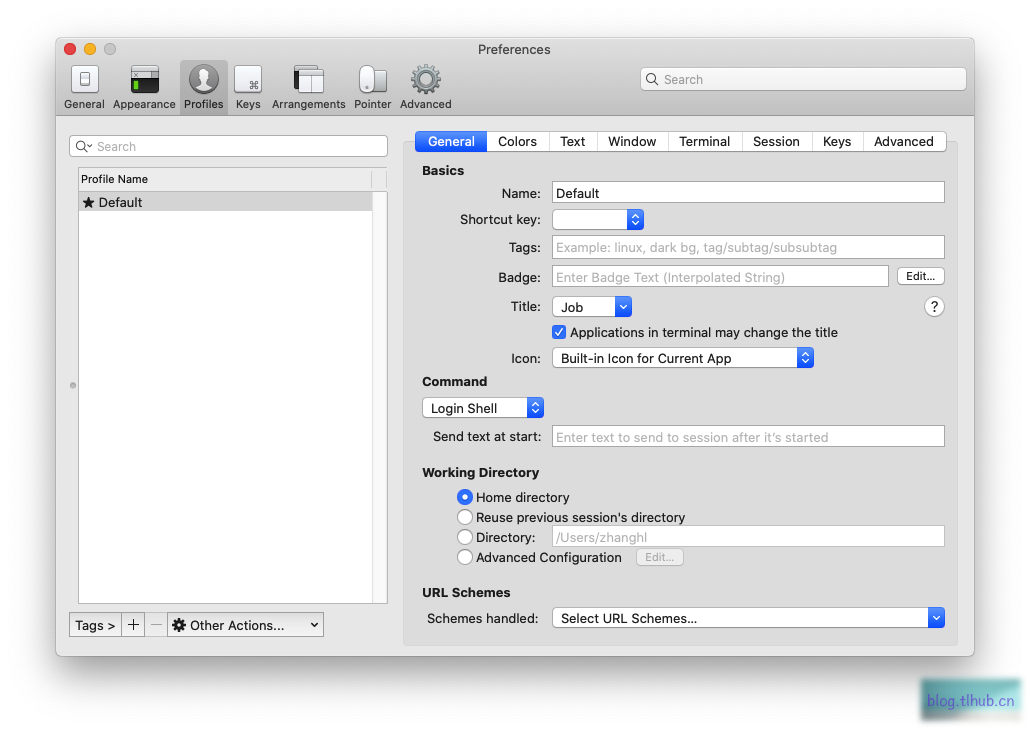 Preferences
General Appearance Profiles Keys Arrangements Pointer Advanced
Search
Search
Profile Name
Default
Tags > + − Other Actions...
General Colors Text Window Terminal Session Keys Advanced
Basics
Name: Default
Shortcut key:
Tags: Example: linux, dark bg, tag/subtag/subsubtag
Badge: Enter Badge Text (Interpolated String) Edit...
Title: Job ?
Applications in terminal may change the title
Icon: Built-in Icon for Current App
Command
Login Shell
Send text at start: Enter text to send to session after it's started
Working Directory
Home directory
Reuse previous session's directory
Directory: /Users/zhanghl
Advanced Configuration Edit...
URL Schemes
Schemes handled: Select URL Schemes...
blog.tlhub.cn